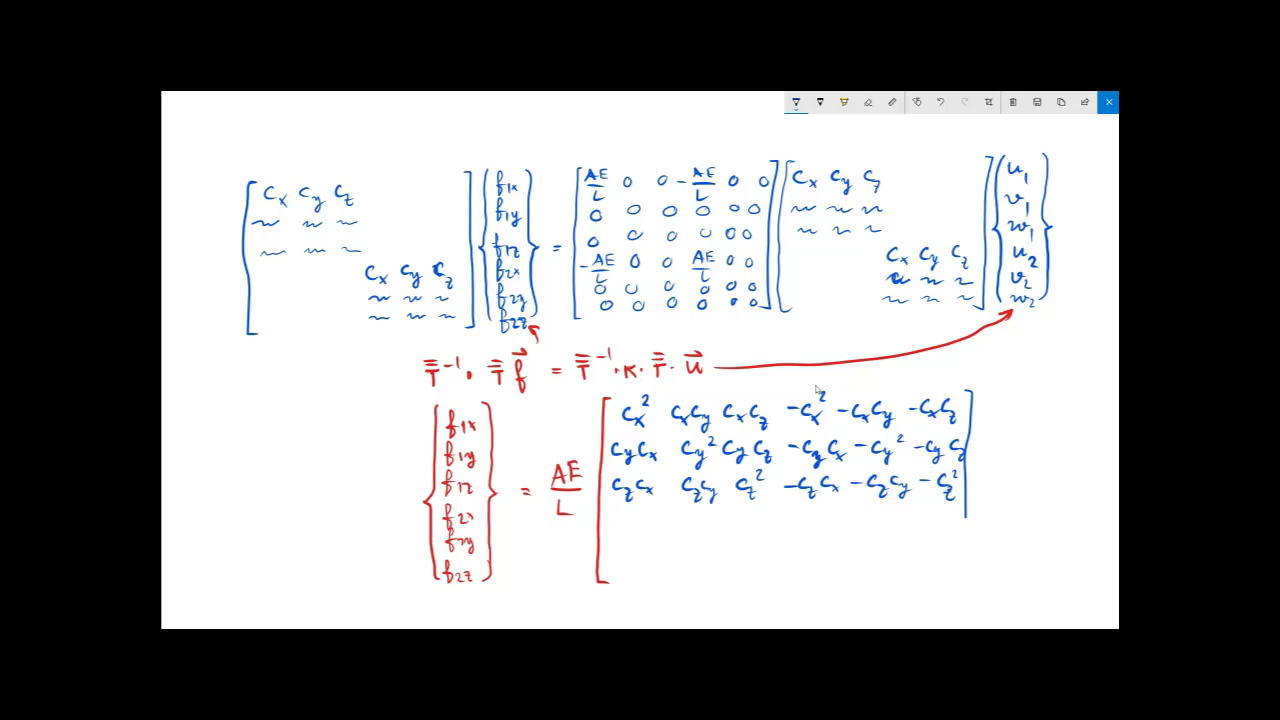 [ Cx Cy Cz ~ ~ ~ ~ ~ ~ Cx Cy Cz ~ ~ ~ ~ ~ ~ ] { f1x f1y f1z f2x f2y f2z } = [ AE/L 0 0 -AE/L 0 0
0 0 0 0 0 0
0 0 0 0 0 0
-AE/L 0 0 AE/L 0 0
0 0 0 0 0 0
0 0 0 0 0 0 ] [ Cx Cy Cz ~ ~ ~ ~ ~ ~ Cx Cy Cz ~ ~ ~ ~ ~ ~ ] { u1 v1 w1 u2 v2 w2 }
T⁻¹ · T f = T⁻¹ · K · T · u
{ f1x f1y f1z f2x f2y f2z } = AE/L [ Cx² CxCy CxCz -Cx² -CxCy -CxCz
CyCx Cy² CyCz -CyCx -Cy² -CyCz
CzCx CzCy Cz² -CzCx -CzCy -Cz² ]